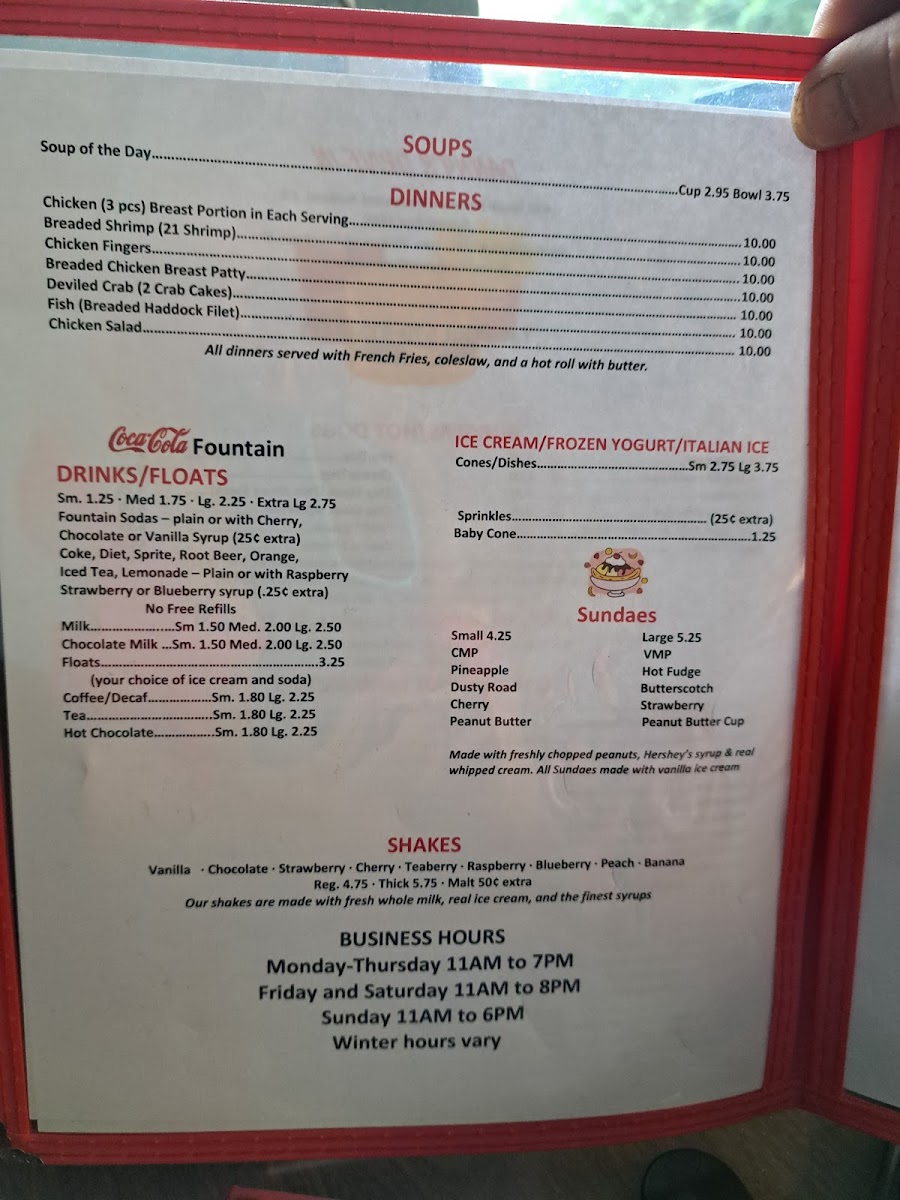 SOUPS
Soup of the Day........Cup 2.95 Bowl 3.75
DINNERS
Chicken (3 pcs) Breast Portion in Each Serving........10.00
Breaded Shrimp (21 Shrimp)........10.00
Chicken Fingers........10.00
Breaded Chicken Breast Patty........10.00
Deviled Crab (2 Crab Cakes)........10.00
Fish (Breaded Haddock Filet)........10.00
Chicken Salad........10.00
All dinners served with French Fries, coleslaw, and a hot roll with butter.
Coca-Cola Fountain
DRINKS/FLOATS
Sm. 1.25 · Med 1.75 · Lg. 2.25 · Extra Lg 2.75
Fountain Sodas – plain or with Cherry,
Chocolate or Vanilla Syrup (25¢ extra)
Coke, Diet, Sprite, Root Beer, Orange,
Iced Tea, Lemonade – Plain or with Raspberry
Strawberry or Blueberry syrup (.25¢ extra)
No Free Refills
Milk........Sm 1.50 Med. 2.00 Lg. 2.50
Chocolate Milk ...Sm. 1.50 Med. 2.00 Lg. 2.50
Floats........3.25
(your choice of ice cream and soda)
Coffee/Decaf........Sm. 1.80 Lg. 2.25
Tea........Sm. 1.80 Lg. 2.25
Hot Chocolate........Sm. 1.80 Lg. 2.25
ICE CREAM/FROZEN YOGURT/ITALIAN ICE
Cones/Dishes........Sm 2.75 Lg 3.75
Sprinkles........ (25¢ extra)
Baby Cone........1.25
Sundaes
Small 4.25 Large 5.25
CMP VMP
Pineapple Hot Fudge
Dusty Road Butterscotch
Cherry Strawberry
Peanut Butter Peanut Butter Cup
Made with freshly chopped peanuts, Hershey's syrup & real
whipped cream. All Sundaes made with vanilla ice cream
SHAKES
Vanilla · Chocolate · Strawberry · Cherry · Teaberry · Raspberry · Blueberry · Peach · Banana
Reg. 4.75 · Thick 5.75 · Malt 50¢ extra
Our shakes are made with fresh whole milk, real ice cream, and the finest syrups
BUSINESS HOURS
Monday-Thursday 11AM to 7PM
Friday and Saturday 11AM to 8PM
Sunday 11AM to 6PM
Winter hours vary